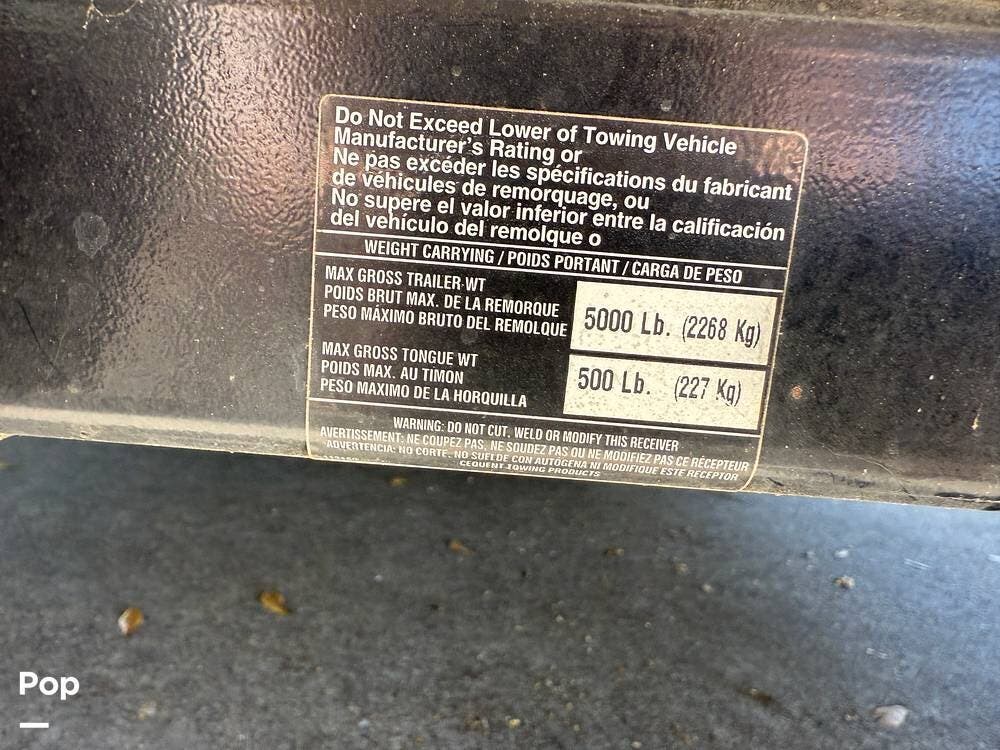 Do Not Exceed Lower of Towing Vehicle
Manufacturer's Rating or
Ne pas excéder les spécifications du fabricant
de véhicules de remorquage, ou
No supere el valor inferior entre la calificación
del vehículo del remolque o
WEIGHT CARRYING / POIDS PORTANT / CARGA DE PESO
MAX GROSS TRAILER WT
POIDS BRUT MAX. DE LA REMORQUE
PESO MÁXIMO BRUTO DEL REMOLQUE
5000 Lb. (2268 Kg)
MAX GROSS TONGUE WT
POIDS MAX. AU TIMON
PESO MAXIMO DE LA HORQUILLA
500 Lb. (227 Kg)
WARNING: DO NOT CUT, WELD OR MODIFY THIS RECEIVER
AVERTISSEMENT: NE COUPEZ PAS, NE SOUDEZ PAS OU NE MODIFIEZ PAS CE RÉCEPTEUR
ADVERTENCIA: NO CORTE, NO SUELDE CON AUTÓGENA NI MODIFIQUE ESTE RECEPTOR
CEQUENT TOWING PRODUCTS
Pop